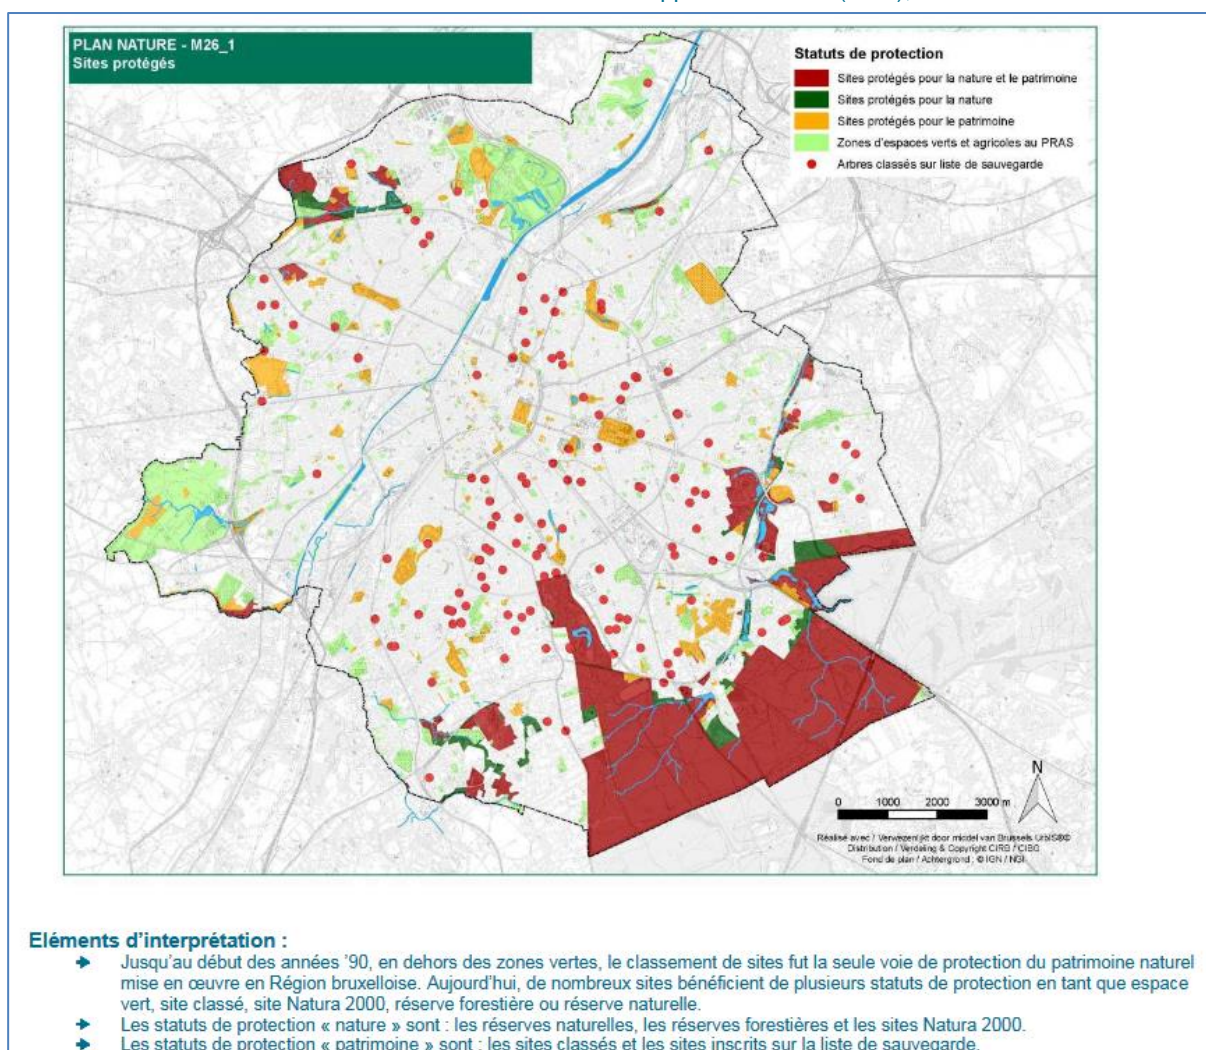 PLAN NATURE - M26_1
Sites protégés
Statuts de protection
Sites protégés pour la nature et le patrimoine
Sites protégés pour la nature
Sites protégés pour le patrimoine
Zones d'espaces verts et agricoles au PRAS
Arbres classés sur liste de sauvegarde
N
0 1000 2000 3000 m
Réalisé avec / Verwezenlijkt door middel van Brussels UrbIS®©
Distribution / Verdeling & Copyright CIRB / CIBG
Fond de plan / Achtergrond : © IGN / NGI
Eléments d'interprétation :
Jusqu'au début des années '90, en dehors des zones vertes, le classement de sites fut la seule voie de protection du patrimoine naturel
mise en œuvre en Région bruxelloise. Aujourd'hui, de nombreux sites bénéficient de plusieurs statuts de protection en tant que espace
vert, site classé, site Natura 2000, réserve forestière ou réserve naturelle.
Les statuts de protection « nature » sont : les réserves naturelles, les réserves forestières et les sites Natura 2000.
Les statuts de protection « patrimoine » sont : les sites classés et les sites inscrits sur la liste de sauvegarde.